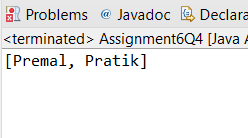 Problems @ Javadoc Declara
<terminated> Assignment6Q4 [Java A
[Premal, Pratik]